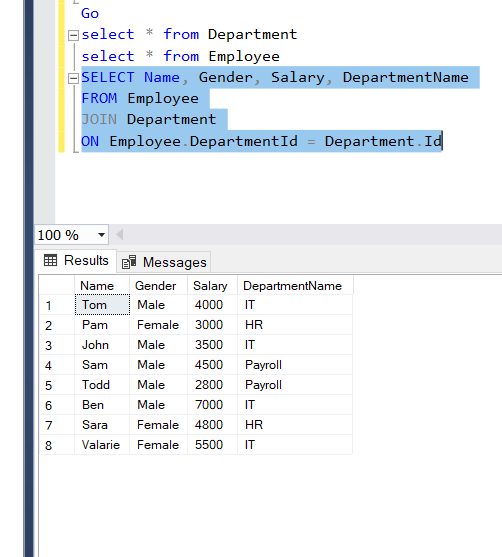 Go
select * from Department
select * from Employee
SELECT Name, Gender, Salary, DepartmentName
FROM Employee
JOIN Department
ON Employee.DepartmentId = Department.Id
100 %
Results Messages
Name Gender Salary DepartmentName
1 Tom Male 4000 IT
2 Pam Female 3000 HR
3 John Male 3500 IT
4 Sam Male 4500 Payroll
5 Todd Male 2800 Payroll
6 Ben Male 7000 IT
7 Sara Female 4800 HR
8 Valarie Female 5500 IT